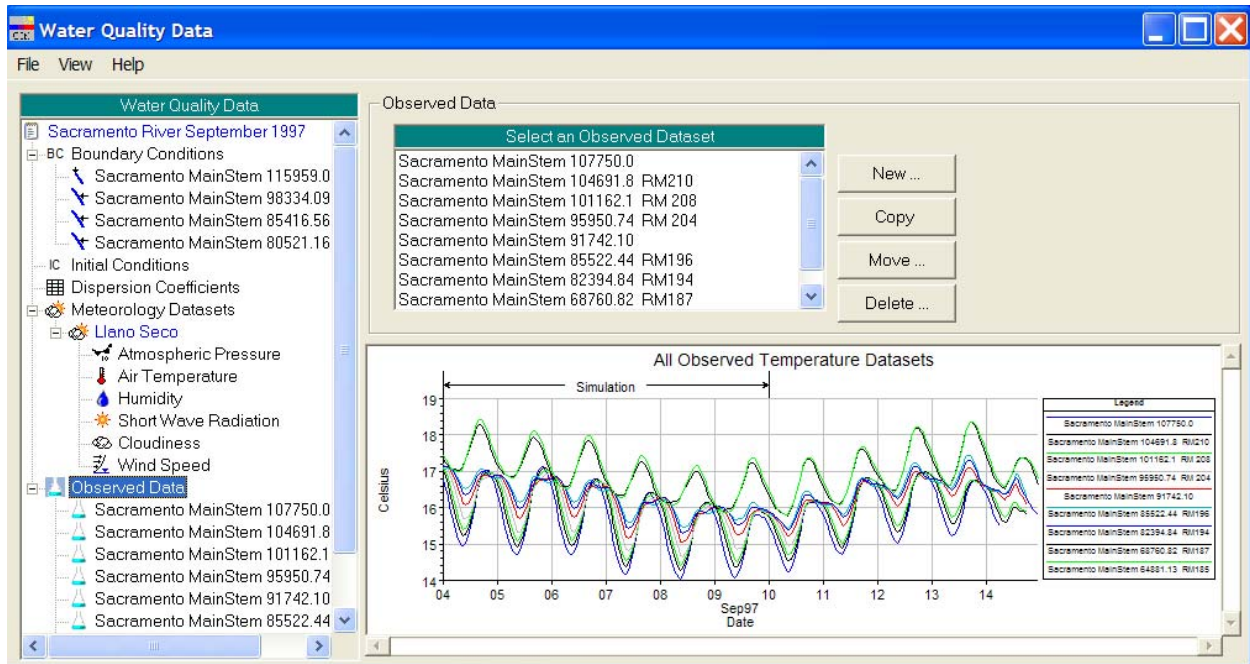 Water Quality Data
File View Help
Water Quality Data
Sacramento River September 1997
BC Boundary Conditions
Sacramento MainStem 115959.0
Sacramento MainStem 98334.09
Sacramento MainStem 85416.56
Sacramento MainStem 80521.16
IC Initial Conditions
Dispersion Coefficients
Meteorology Datasets
Llano Seco
Atmospheric Pressure
Air Temperature
Humidity
Short Wave Radiation
Cloudiness
Wind Speed
Observed Data
Sacramento MainStem 107750.0
Sacramento MainStem 104691.8
Sacramento MainStem 101162.1
Sacramento MainStem 95950.74
Sacramento MainStem 91742.10
Sacramento MainStem 85522.44
Observed Data
Select an Observed Dataset
Sacramento MainStem 107750.0
Sacramento MainStem 104691.8 RM210
Sacramento MainStem 101162.1 RM 208
Sacramento MainStem 95950.74 RM 204
Sacramento MainStem 91742.10
Sacramento MainStem 85522.44 RM196
Sacramento MainStem 82394.84 RM194
Sacramento MainStem 68760.82 RM187
New ...
Copy
Move ...
Delete ...
All Observed Temperature Datasets
Simulation
19
18
17
16
15
14
Celsius
04 05 06 07 08 09 10 11 12 13 14
Sep97
Date
Legend
Sacramento MainStem 107750.0
Sacramento MainStem 104691.8 RM210
Sacramento MainStem 101162.1 RM 208
Sacramento MainStem 95950.74 RM 204
Sacramento MainStem 91742.10
Sacramento MainStem 85522.44 RM196
Sacramento MainStem 82394.84 RM194
Sacramento MainStem 68760.82 RM187
Sacramento MainStem 64881.13 RM185